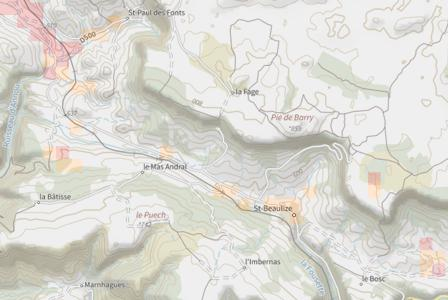 St-Paul des Fonts
D500
la Fage
Pié de Barry
le Mas Andral
la Bâtisse
le Puech
St-Beaulize
l'Imbernas
le Bosc
Marnhagues